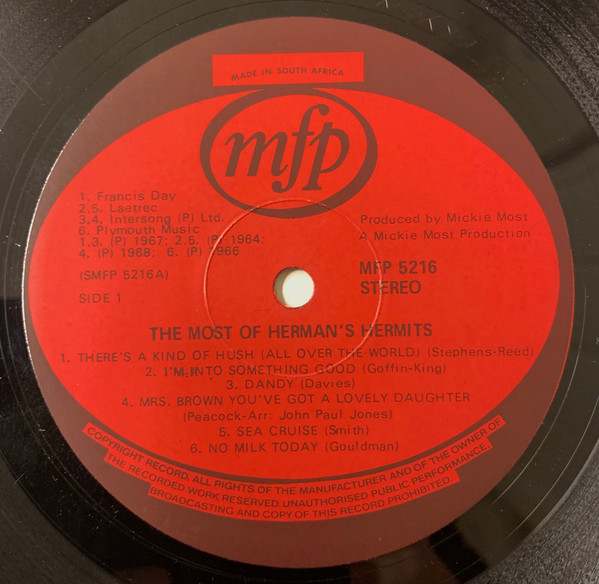 MADE IN SOUTH AFRICA
mfp
1. Francis Day
2.5. Laetrec
3,4. Intersong (P) Ltd.
6. Plymouth Music
1.3. (P) 1967; 2.5. (P) 1964;
4. (P) 1968; 6. (P) 1966
(SMFP 5216A)
SIDE 1
Produced by Mickie Most
A Mickie Most Production
MFP 5216
STEREO
THE MOST OF HERMAN'S HERMITS
1. THERE'S A KIND OF HUSH (ALL OVER THE WORLD) (Stephens-Reed)
2. I'M INTO SOMETHING GOOD (Goffin-King)
3. DANDY (Davies)
4. MRS. BROWN YOU'VE GOT A LOVELY DAUGHTER
(Peacock-Arr: John Paul Jones)
5. SEA CRUISE (Smith)
6. NO MILK TODAY (Gouldman)
COPYRIGHT RECORD. ALL RIGHTS OF THE MANUFACTURER AND OF THE OWNER OF
THE RECORDED WORK RESERVED. UNAUTHORISED PUBLIC PERFORMANCE,
BROADCASTING AND COPY OF THIS RECORD PROHIBITED